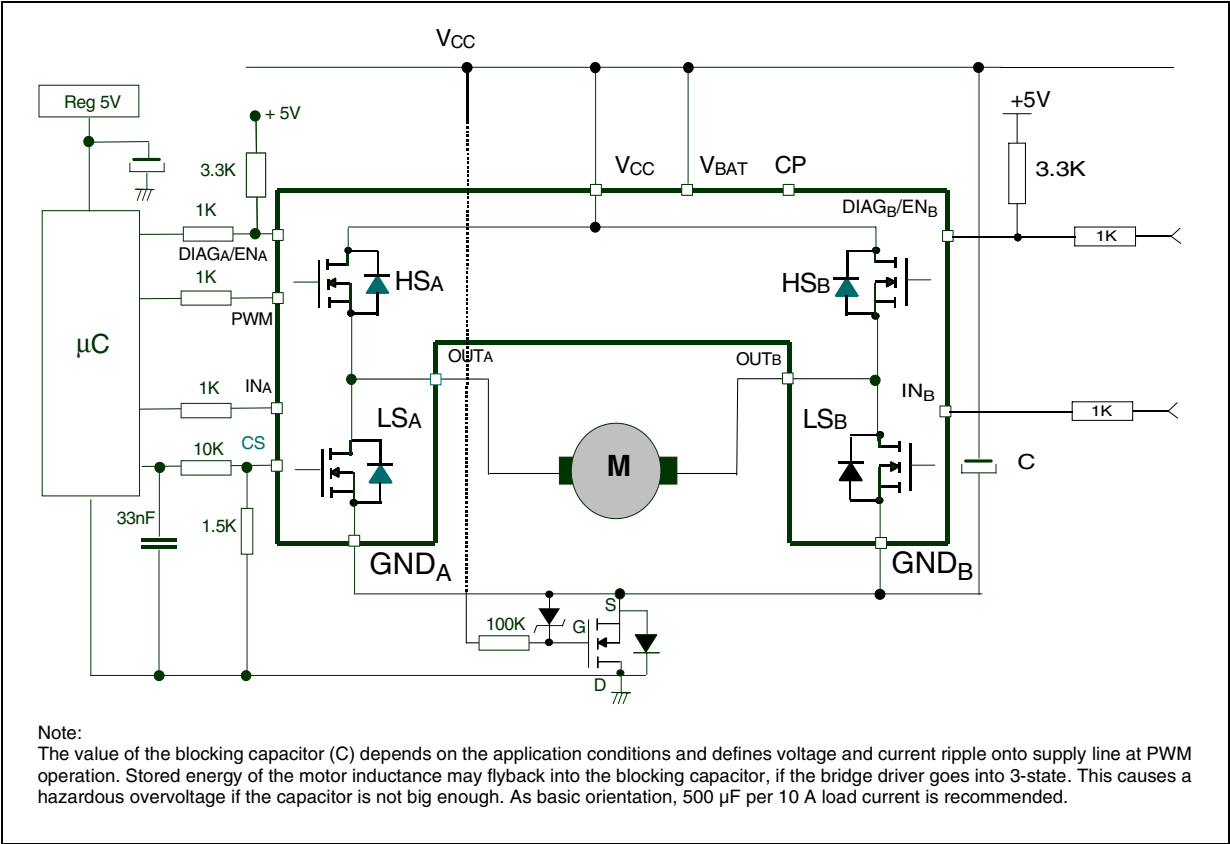 VCC
Reg 5V
+ 5V
+5V
3.3K
VCC
VBAT
CP
3.3K
1K
DIAGB/ENB
DIAGA/ENA
1K
1K
HSA
HSB
PWM
µC
OUTA
OUTB
1K
INA
INB
LSA
LSB
1K
10K
CS
M
C
33nF
1.5K
GNDA
GNDB
S
100K
G
D
Note:
The value of the blocking capacitor (C) depends on the application conditions and defines voltage and current ripple onto supply line at PWM
operation. Stored energy of the motor inductance may flyback into the blocking capacitor, if the bridge driver goes into 3-state. This causes a
hazardous overvoltage if the capacitor is not big enough. As basic orientation, 500 µF per 10 A load current is recommended.